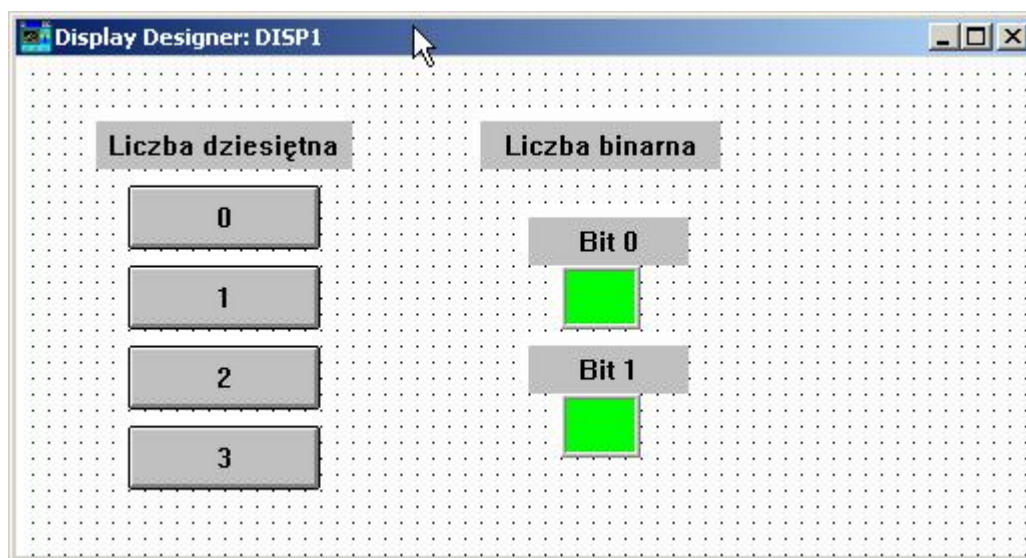 Display Designer: DISP1
Liczba dziesiętna
0
1
2
3
Liczba binarna
Bit 0
Bit 1